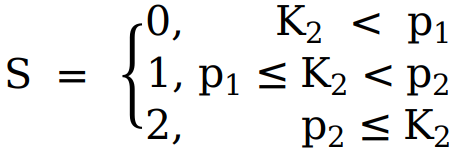 0, K₂ < p₁
S = { 1, p₁ ≤ K₂ < p₂
2, p₂ ≤ K₂